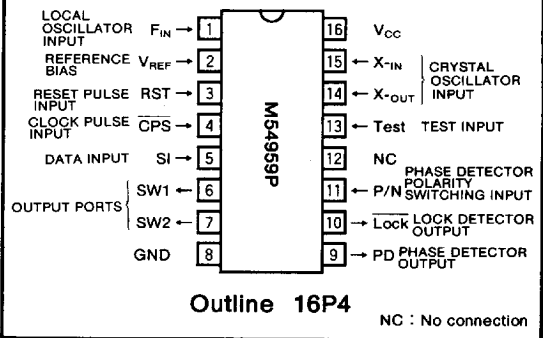 LOCAL
OSCILLATOR
INPUT
FIN → 1
REFERENCE
BIAS
VREF → 2
RESET PULSE
INPUT
RST → 3
CLOCK PULSE
INPUT
CPS → 4
DATA INPUT SI → 5
OUTPUT PORTS
SW1 ← 6
SW2 ← 7
GND 8
M54959P
16 VCC
15 ← X-IN
14 ← X-OUT
CRYSTAL
OSCILLATOR
INPUT
13 ← Test TEST INPUT
12 NC
11 ← P/N
PHASE DETECTOR
POLARITY
SWITCHING INPUT
10 → Lock
LOCK DETECTOR
OUTPUT
9 → PD
PHASE DETECTOR
OUTPUT
Outline 16P4
NC : No connection